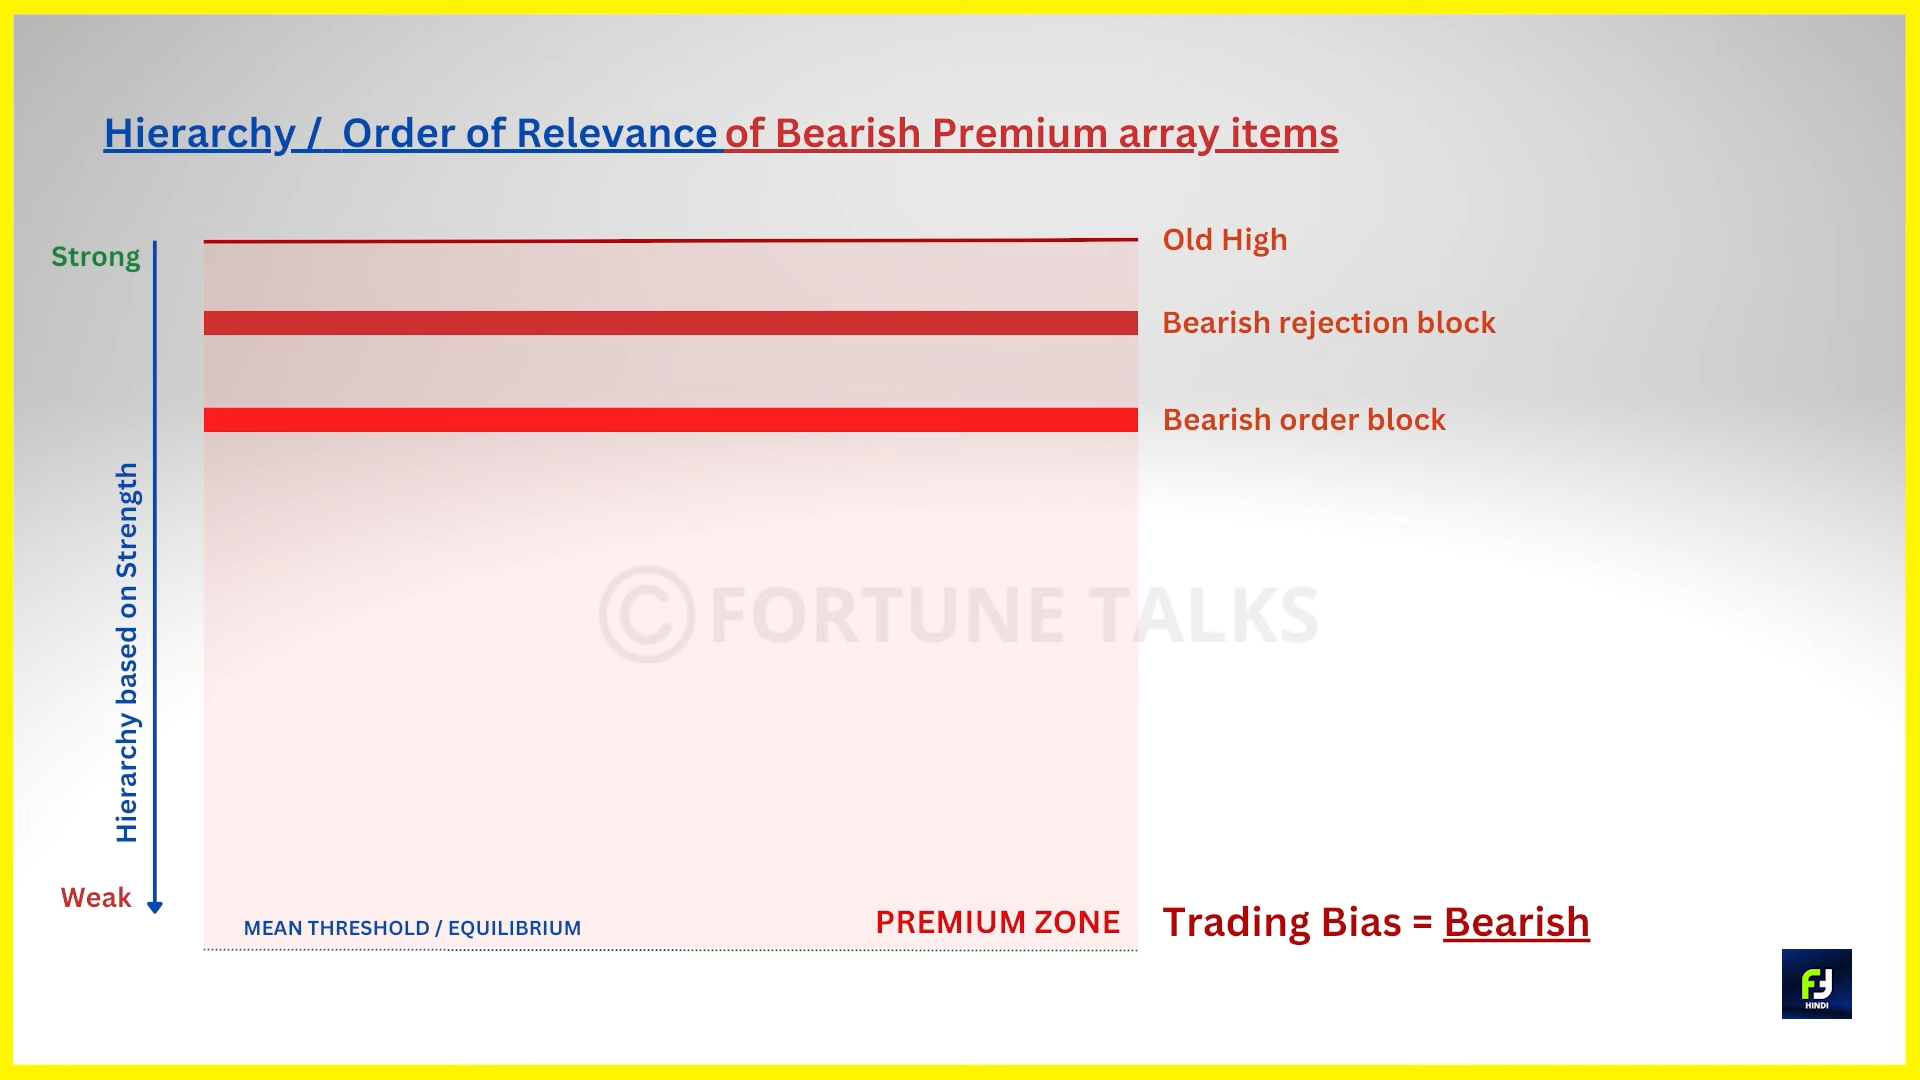 Hierarchy / Order of Relevance of Bearish Premium array items
Strong
Old High
Bearish rejection block
Bearish order block
Hierarchy based on Strength
© FORTUNE TALKS
Weak
MEAN THRESHOLD / EQUILIBRIUM
PREMIUM ZONE
Trading Bias = Bearish
HINDI